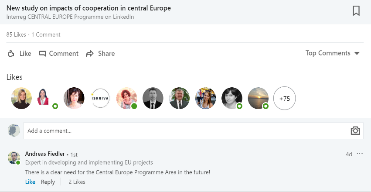 New study on impacts of cooperation in central Europe
Interreg CENTRAL EUROPE Programme on LinkedIn
35 Likes · 1 Comment
Like Comment Share Top Comments
Likes
+75
Add a comment...
Andreas Fiedler • 1st 4d ...
Expert in developing and implementing EU projects
There is a clear need for the Central Europe Programme Area in the future!
Like Reply 2 Likes